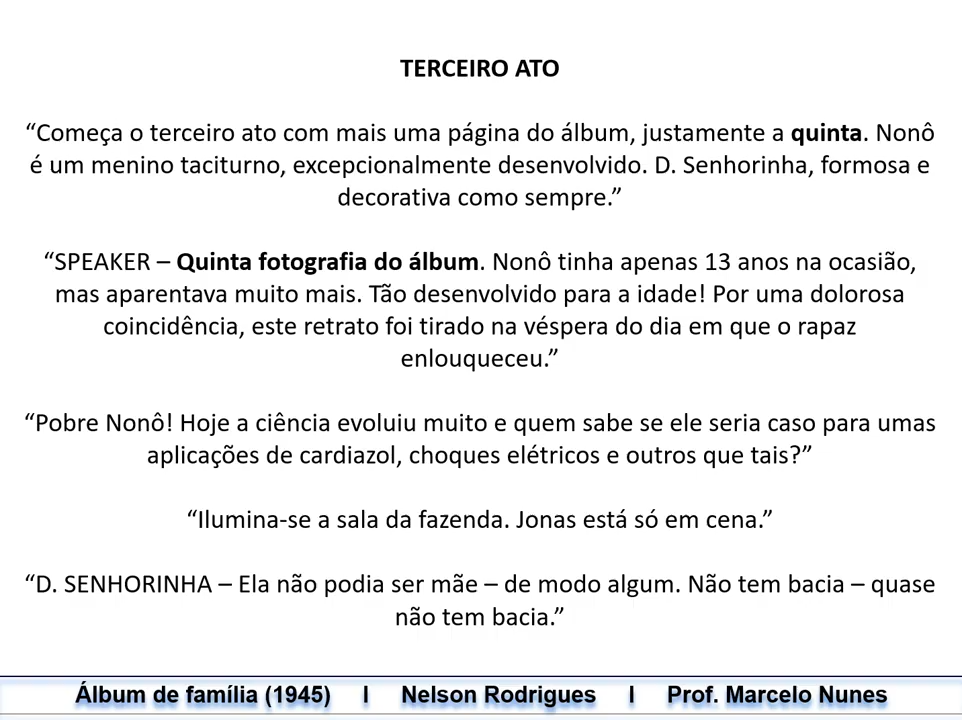 TERCEIRO ATO
“Começa o terceiro ato com mais uma página do álbum, justamente a quinta. Nonô
é um menino taciturno, excepcionalmente desenvolvido. D. Senhorinha, formosa e
decorativa como sempre.”
“SPEAKER – Quinta fotografia do álbum. Nonô tinha apenas 13 anos na ocasião,
mas aparentava muito mais. Tão desenvolvido para a idade! Por uma dolorosa
coincidência, este retrato foi tirado na véspera do dia em que o rapaz
enlouqueceu.”
“Pobre Nonô! Hoje a ciência evoluiu muito e quem sabe se ele seria caso para umas
aplicações de cardiazol, choques elétricos e outros que tais?”
“Ilumina-se a sala da fazenda. Jonas está só em cena.”
“D. SENHORINHA – Ela não podia ser mãe – de modo algum. Não tem bacia – quase
não tem bacia.”
Álbum de família (1945) I Nelson Rodrigues I Prof. Marcelo Nunes